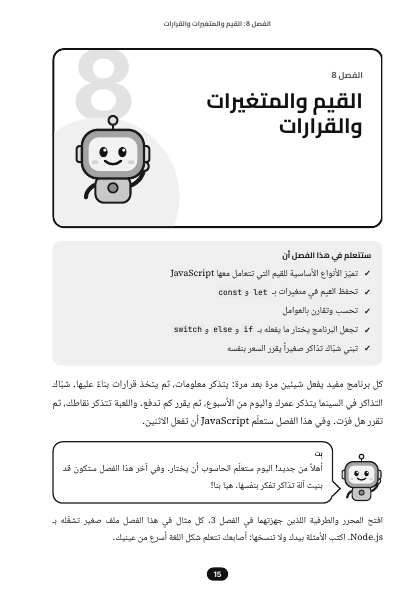 الفصل 8: القيم والمتغيرات والقرارات
8
الفصل 8
القيم والمتغيرات
والقرارات
ستتعلم في هذا الفصل أن
✓ تميّز الأنواع الأساسية للقيم التي تتعامل معها JavaScript
✓ تحفظ القيم في متغيرات بـ let و const
✓ تحسب وتقارن بالعوامل
✓ تجعل البرنامج يختار ما يفعله بـ if و else و switch
✓ تبني شبّاك تذاكر صغيراً يقرر السعر بنفسه
كل برنامج مفيد يفعل شيئين مرة بعد مرة: يتذكر معلومات، ثم يتخذ قرارات بناءً عليها. شبّاك
التذاكر في السينما يتذكر عمرك واليوم من الأسبوع، ثم يقرر كم تدفع. واللعبة تتذكر نقاطك، ثم
تقرر هل فزت. وفي هذا الفصل ستعلّم JavaScript أن تفعل الاثنين.
بت
أهلاً من جديد! اليوم ستعلّم الحاسوب أن يختار. وفي آخر هذا الفصل ستكون قد
بنيت آلة تذاكر تفكر بنفسها. هيا بنا!
افتح المحرر والطرفية اللذين جهزتهما في الفصل 3. كل مثال في هذا الفصل ملف صغير تشغّله بـ
Node.js. اكتب الأمثلة بيدك ولا تنسخها: أصابعك تتعلم شكل اللغة أسرع من عينيك.
15